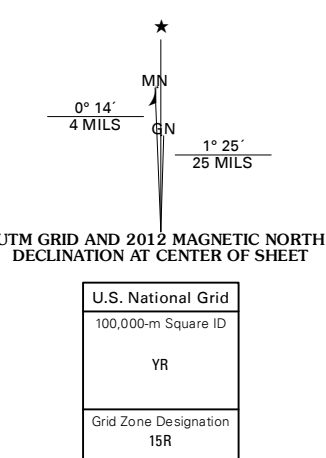 ★
MN
0° 14´
4 MILS
GN
1° 25´
25 MILS
UTM GRID AND 2012 MAGNETIC NORTH
DECLINATION AT CENTER OF SHEET
U.S. National Grid
100,000-m Square ID
YR
Grid Zone Designation
15R